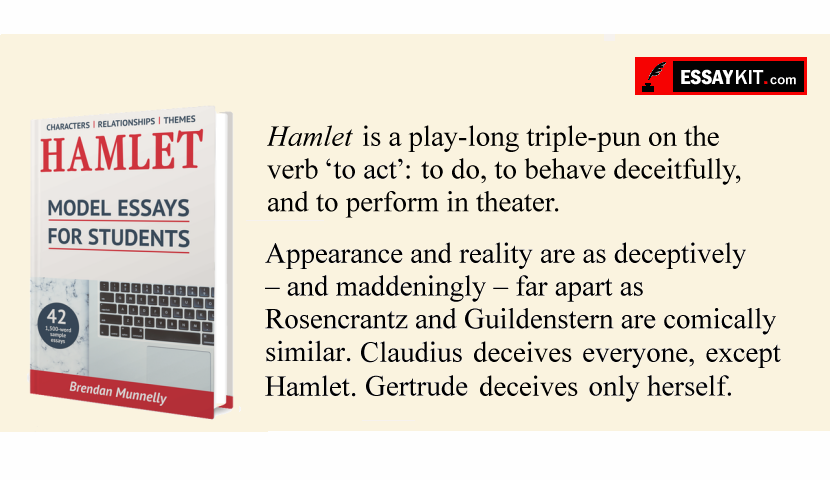 ESSAYKIT.com
CHARACTERS | RELATIONSHIPS | THEMES
HAMLET
MODEL ESSAYS
FOR STUDENTS
42
1,500-word
sample
essays
Brendan Munnelly
Hamlet is a play-long triple-pun on the
verb ‘to act’: to do, to behave deceitfully,
and to perform in theater.
Appearance and reality are as deceptively
– and maddeningly – far apart as
Rosencrantz and Guildenstern are comically
similar. Claudius deceives everyone, except
Hamlet. Gertrude deceives only herself.